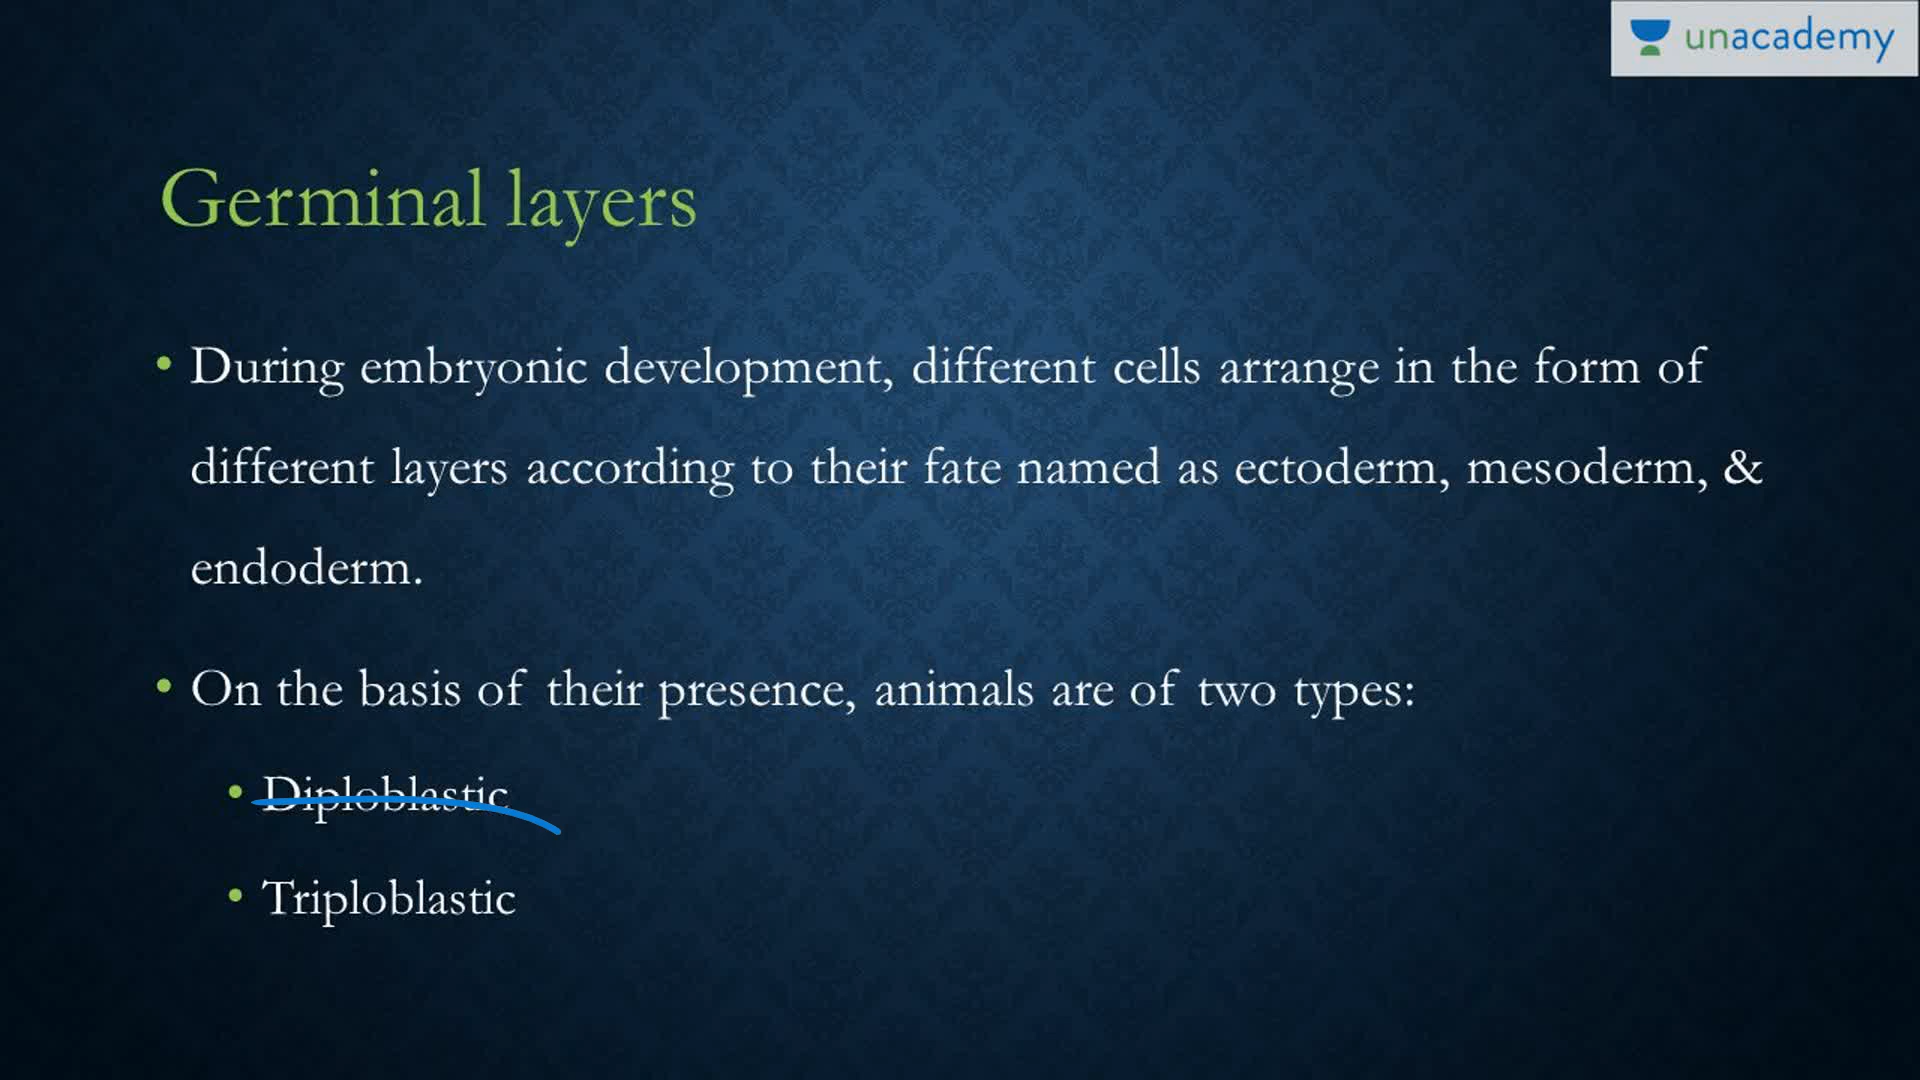 unacademy
Germinal layers
• During embryonic development, different cells arrange in the form of
different layers according to their fate named as ectoderm, mesoderm, &
endoderm.
• On the basis of their presence, animals are of two types:
• Diploblastic
• Triploblastic